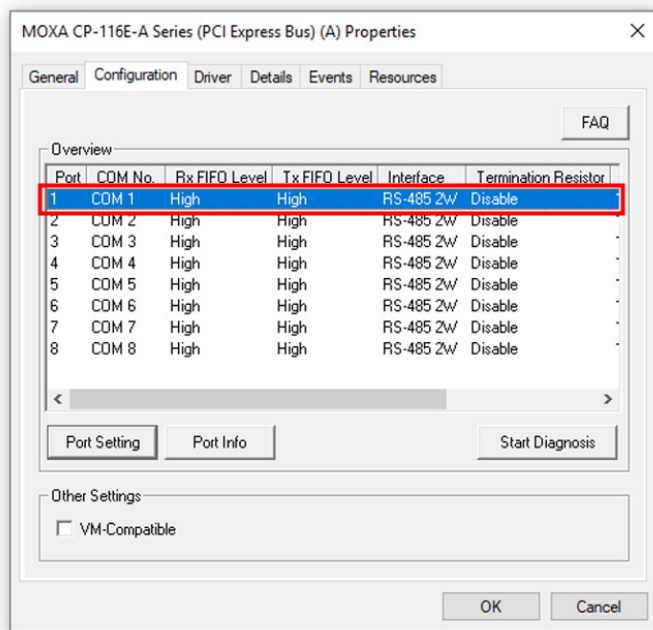 MOXA CP-116E-A Series (PCI Express Bus) (A) Properties
General Configuration Driver Details Events Resources
FAQ
Overview
Port COM No. Rx FIFO Level Tx FIFO Level Interface Termination Resistor
1 COM 1 High High RS-485 2W Disable
2 COM 2 High High RS-485 2W Disable
3 COM 3 High High RS-485 2W Disable
4 COM 4 High High RS-485 2W Disable
5 COM 5 High High RS-485 2W Disable
6 COM 6 High High RS-485 2W Disable
7 COM 7 High High RS-485 2W Disable
8 COM 8 High High RS-485 2W Disable
Port Setting Port Info Start Diagnosis
Other Settings
VM-Compatible
OK Cancel